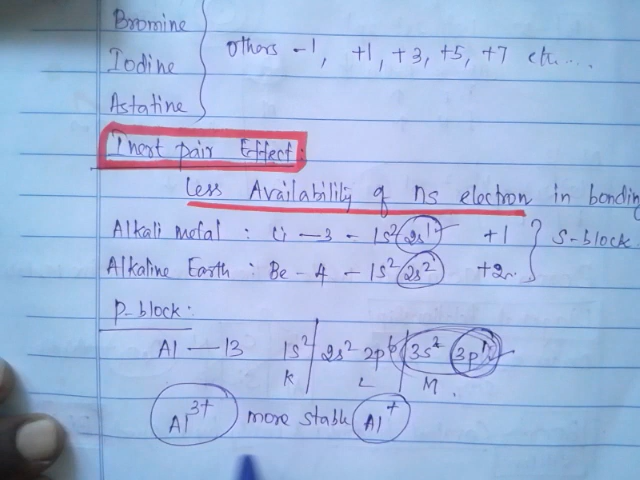 Bromine
Iodine
Astatine
others -1, +1, +3, +5, +7 etc....
Inert pair Effect:
Less Availability of ns electron in bonding
Alkali metal : Li — 3 - 1s² 2s¹ +1
Alkaline Earth : Be - 4 - 1s² 2s² +2
s-block
p-block:
Al — 13 1s² 2s² 2p⁶ 3s² 3p¹
K L M.
Al³⁺ more stable Al⁺